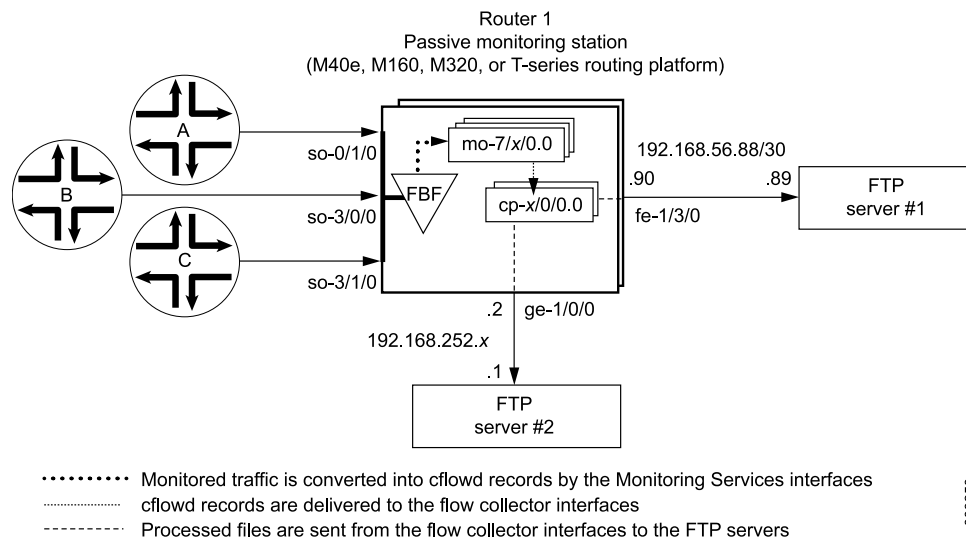 Router 1
Passive monitoring station
(M40e, M160, M320, or T-series routing platform)
A
so-0/1/0
B
so-3/0/0
C
so-3/1/0
FBF
mo-7/x/0.0
cp-x/0/0.0
192.168.56.88/30
.90
.89
fe-1/3/0
FTP
server #1
.2
ge-1/0/0
192.168.252.x
.1
FTP
server #2
Monitored traffic is converted into cflowd records by the Monitoring Services interfaces
cflowd records are delivered to the flow collector interfaces
Processed files are sent from the flow collector interfaces to the FTP servers